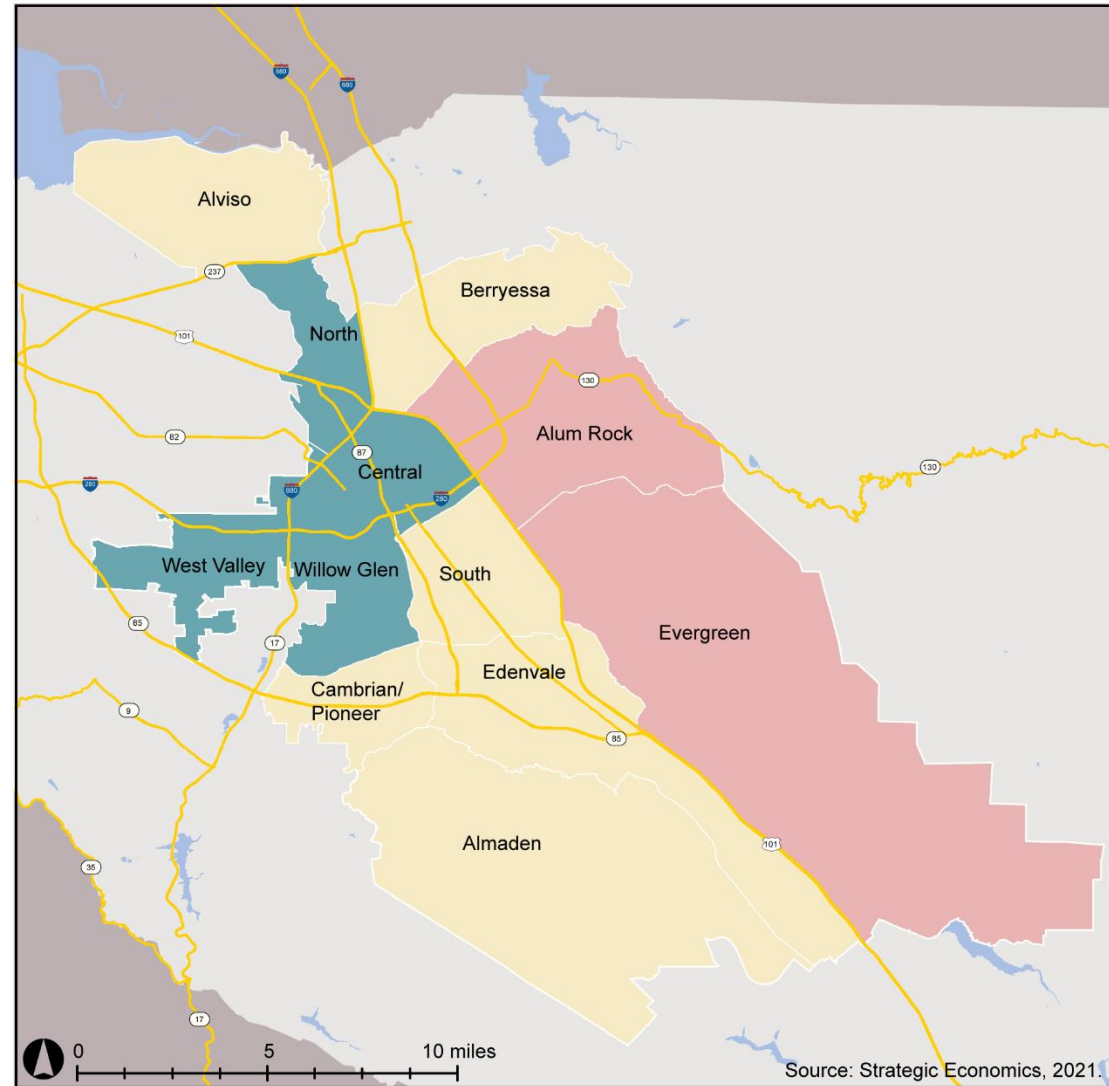 880
680
Alviso
237
Berryessa
North
101
130
82
Alum Rock
87
Central
130
280
880
280
West Valley
Willow Glen
South
85
17
Evergreen
Edenvale
Cambrian/
Pioneer
9
85
Almaden
101
35
17
0 5 10 miles
Source: Strategic Economics, 2021.